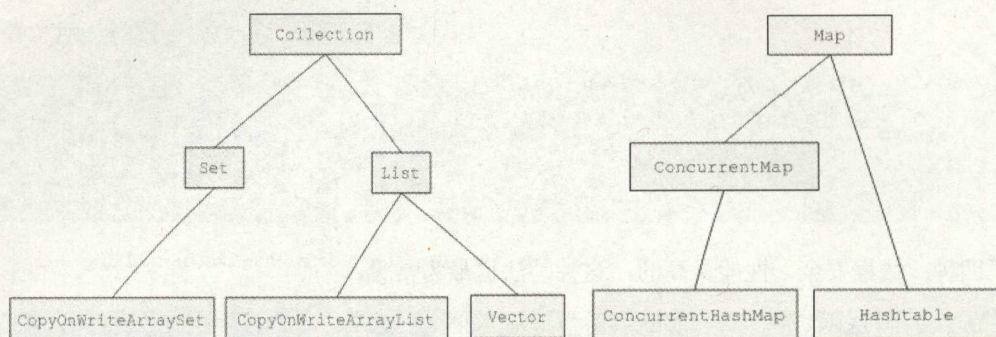 Collection
Map
Set
List
ConcurrentMap
CopyOnWriteArraySet
CopyOnWriteArrayList
Vector
ConcurrentHashMap
Hashtable